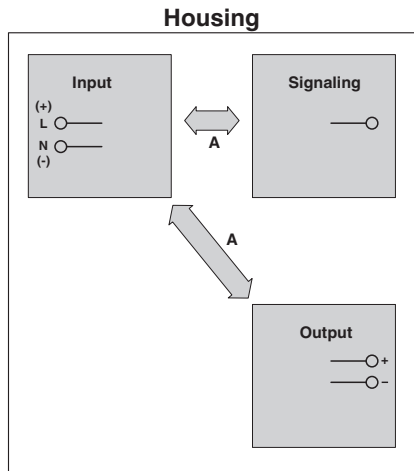 Housing
Input
Signaling
(+)
L
A
N
(-)
A
Output
+
–